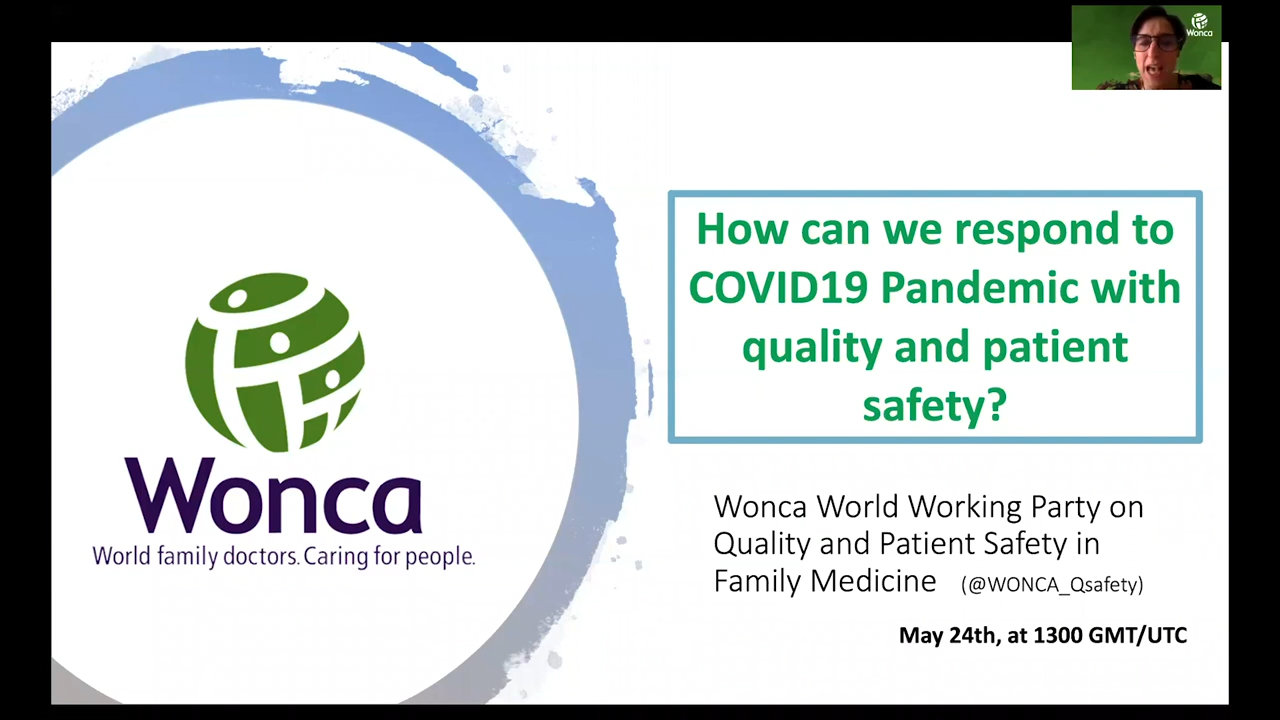 Wonca
How can we respond to
COVID19 Pandemic with
quality and patient
safety?
Wonca
World family doctors. Caring for people.
Wonca World Working Party on
Quality and Patient Safety in
Family Medicine (@WONCA_Qsafety)
May 24th, at 1300 GMT/UTC